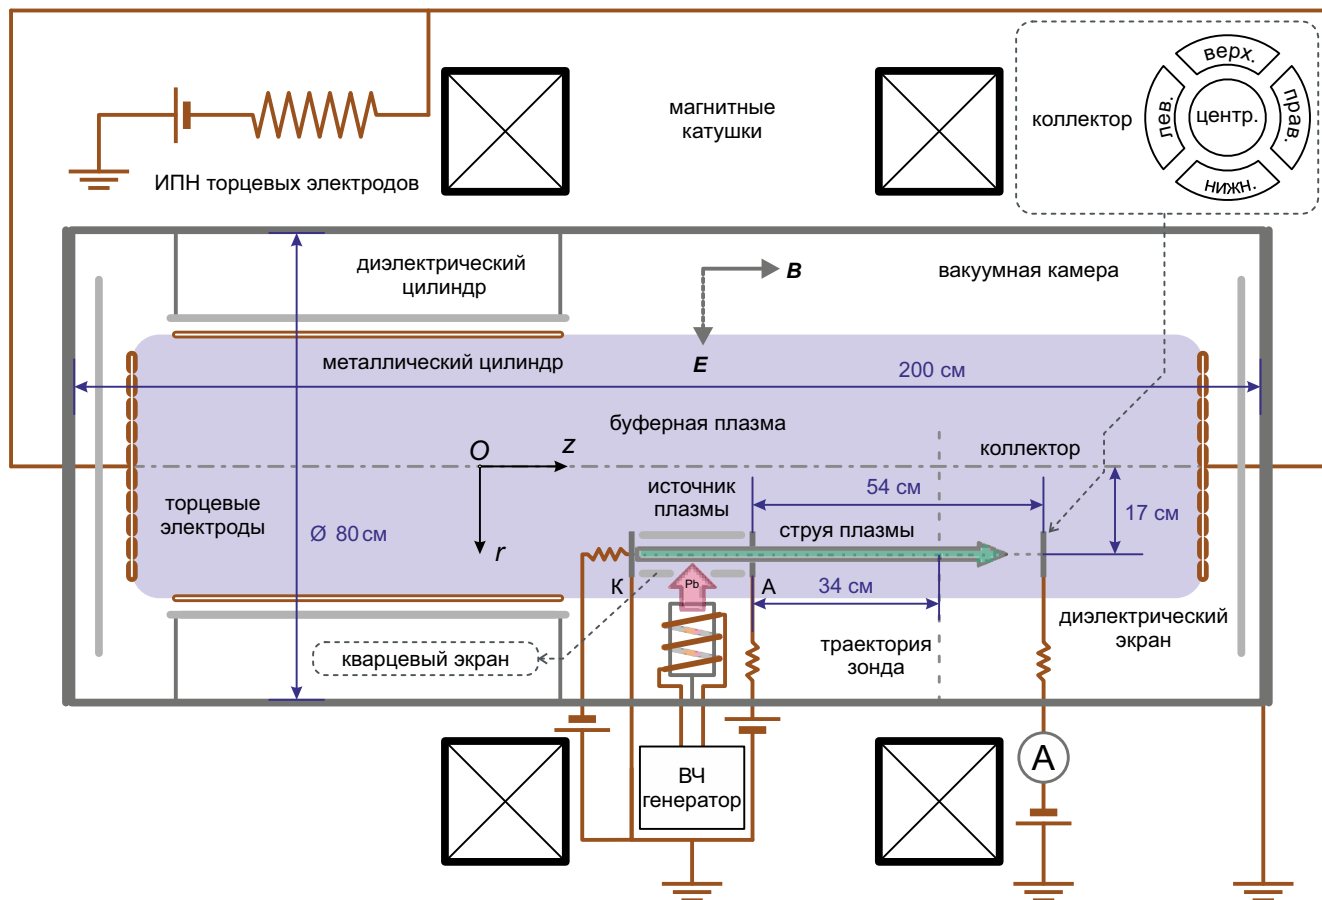 верх.
лев.
центр.
прав.
нижн.
коллектор
магнитные
катушки
ИПН торцевых электродов
диэлектрический
цилиндр
B
E
вакуумная камера
металлический цилиндр
200 см
буферная плазма
O
z
r
коллектор
торцевые
электроды
Ø 80 см
источник
плазмы
54 см
струя плазмы
17 см
К
Pb
А
34 см
диэлектрический
экран
кварцевый экран
траектория
зонда
ВЧ
генератор
А